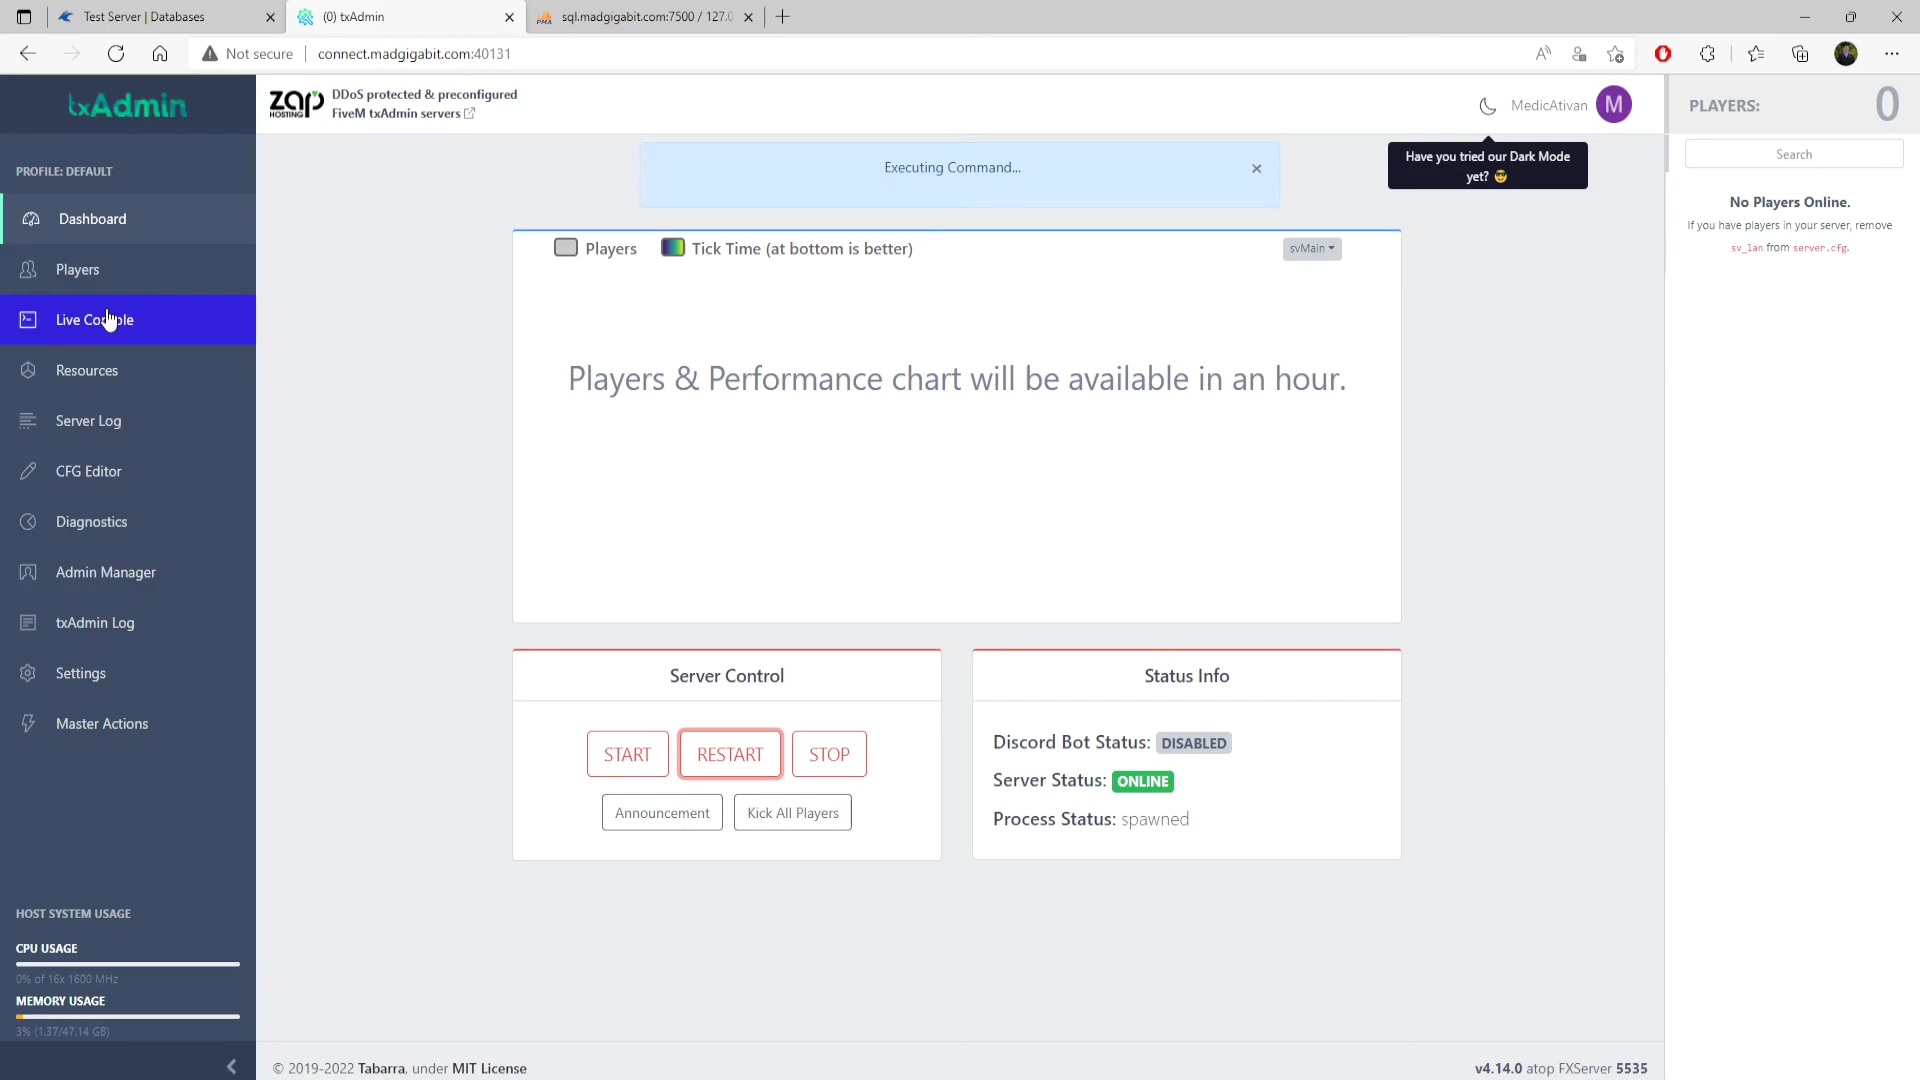 Test Server | Databases
(0) txAdmin
PMA sql.madgigabit.com:7500 / 127.0
Not secure connect.madgigabit.com:40131
txAdmin
PROFILE: DEFAULT
Dashboard
Players
Live Co
le
Resources
Server Log
CFG Editor
Diagnostics
Admin Manager
txAdmin Log
Settings
Master Actions
HOST SYSTEM USAGE
CPU USAGE
0% of 16x 1600 MHz
MEMORY USAGE
3% (1.37/47.14 GB)
zap HOSTING
DDoS protected & preconfigured
FiveM txAdmin servers
MedicAtivan M
Executing Command...
Have you tried our Dark Mode
yet? 😎
Players
Tick Time (at bottom is better)
svMain
Players & Performance chart will be available in an hour.
Server Control
START RESTART STOP
Announcement Kick All Players
Status Info
Discord Bot Status: DISABLED
Server Status: ONLINE
Process Status: spawned
PLAYERS: 0
Search
No Players Online.
If you have players in your server, remove
sv_lan from server.cfg.
© 2019-2022 Tabarra, under MIT License
v4.14.0 atop FXServer 5535